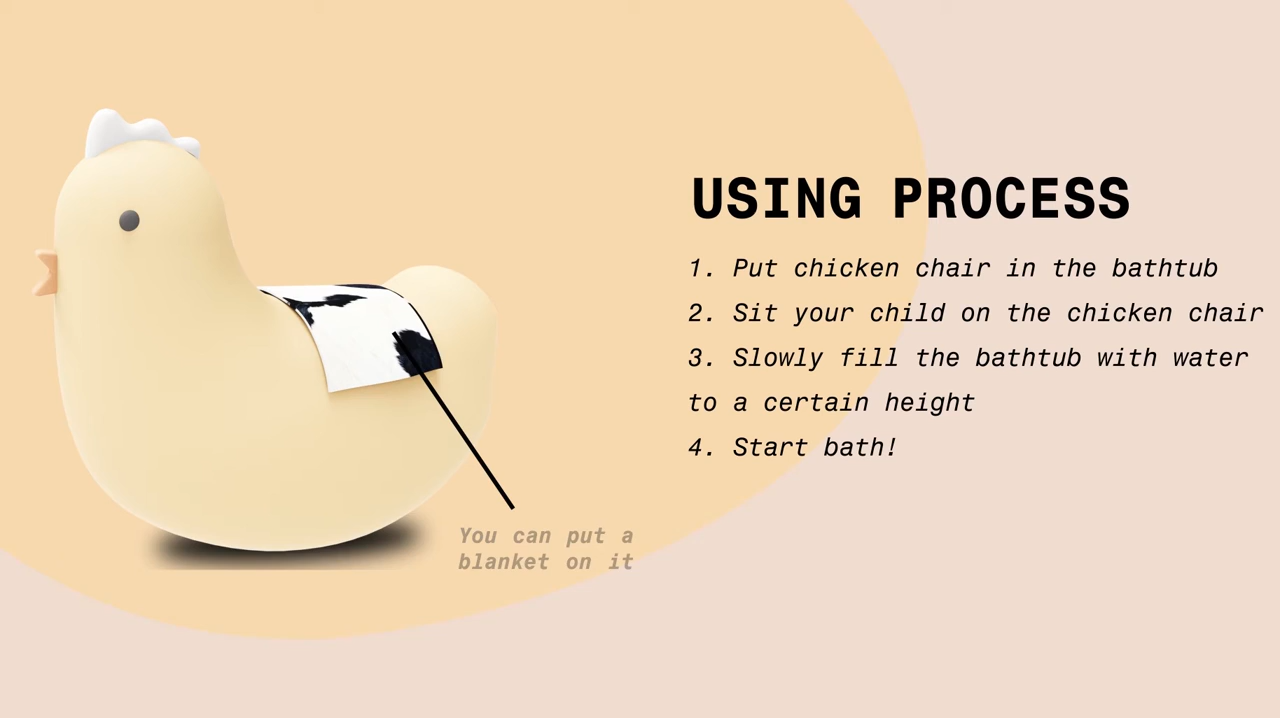 USING PROCESS
1. Put chicken chair in the bathtub
2. Sit your child on the chicken chair
3. Slowly fill the bathtub with water
to a certain height
4. Start bath!
You can put a
blanket on it